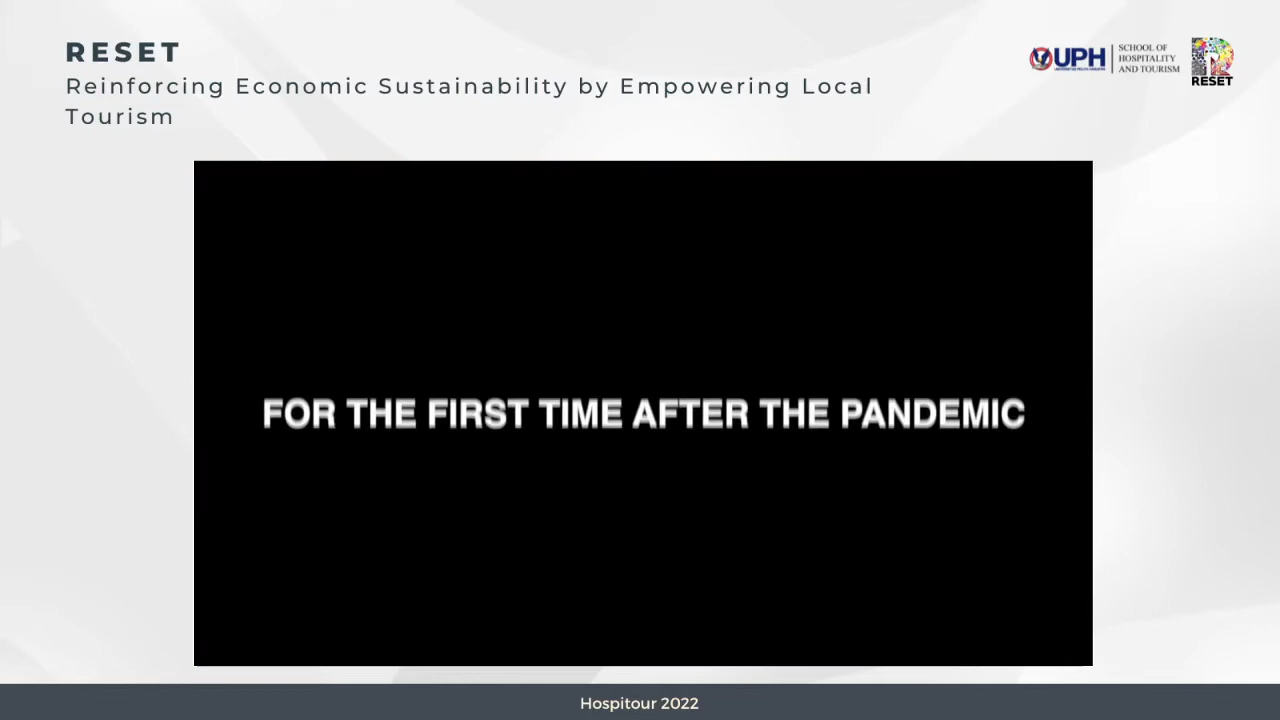 RESET
Reinforcing Economic Sustainability by Empowering Local
Tourism
UPH
SCHOOL OF
HOSPITALITY
AND TOURISM
RESET
FOR THE FIRST TIME AFTER THE PANDEMIC
Hospitour 2022